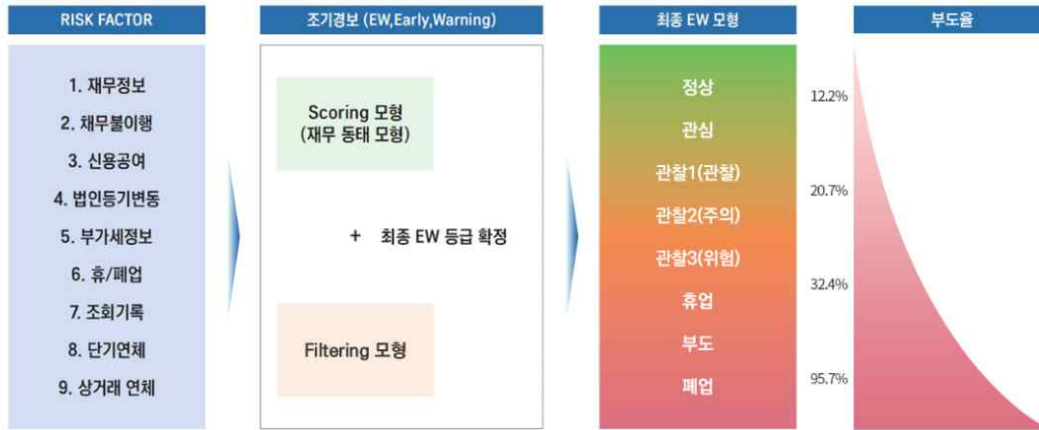 RISK FACTOR
1. 재무정보
2. 채무불이행
3. 신용공여
4. 법인등기변동
5. 부가세정보
6. 휴/폐업
7. 조회기록
8. 단기연체
9. 상거래 연체
조기경보 (EW,Early,Warning)
Scoring 모형
(재무 동태 모형)
+ 최종 EW 등급 확정
Filtering 모형
최종 EW 모형
정상
관심
관찰1(관찰)
관찰2(주의)
관찰3(위험)
휴업
부도
폐업
부도율
12.2%
20.7%
32.4%
95.7%